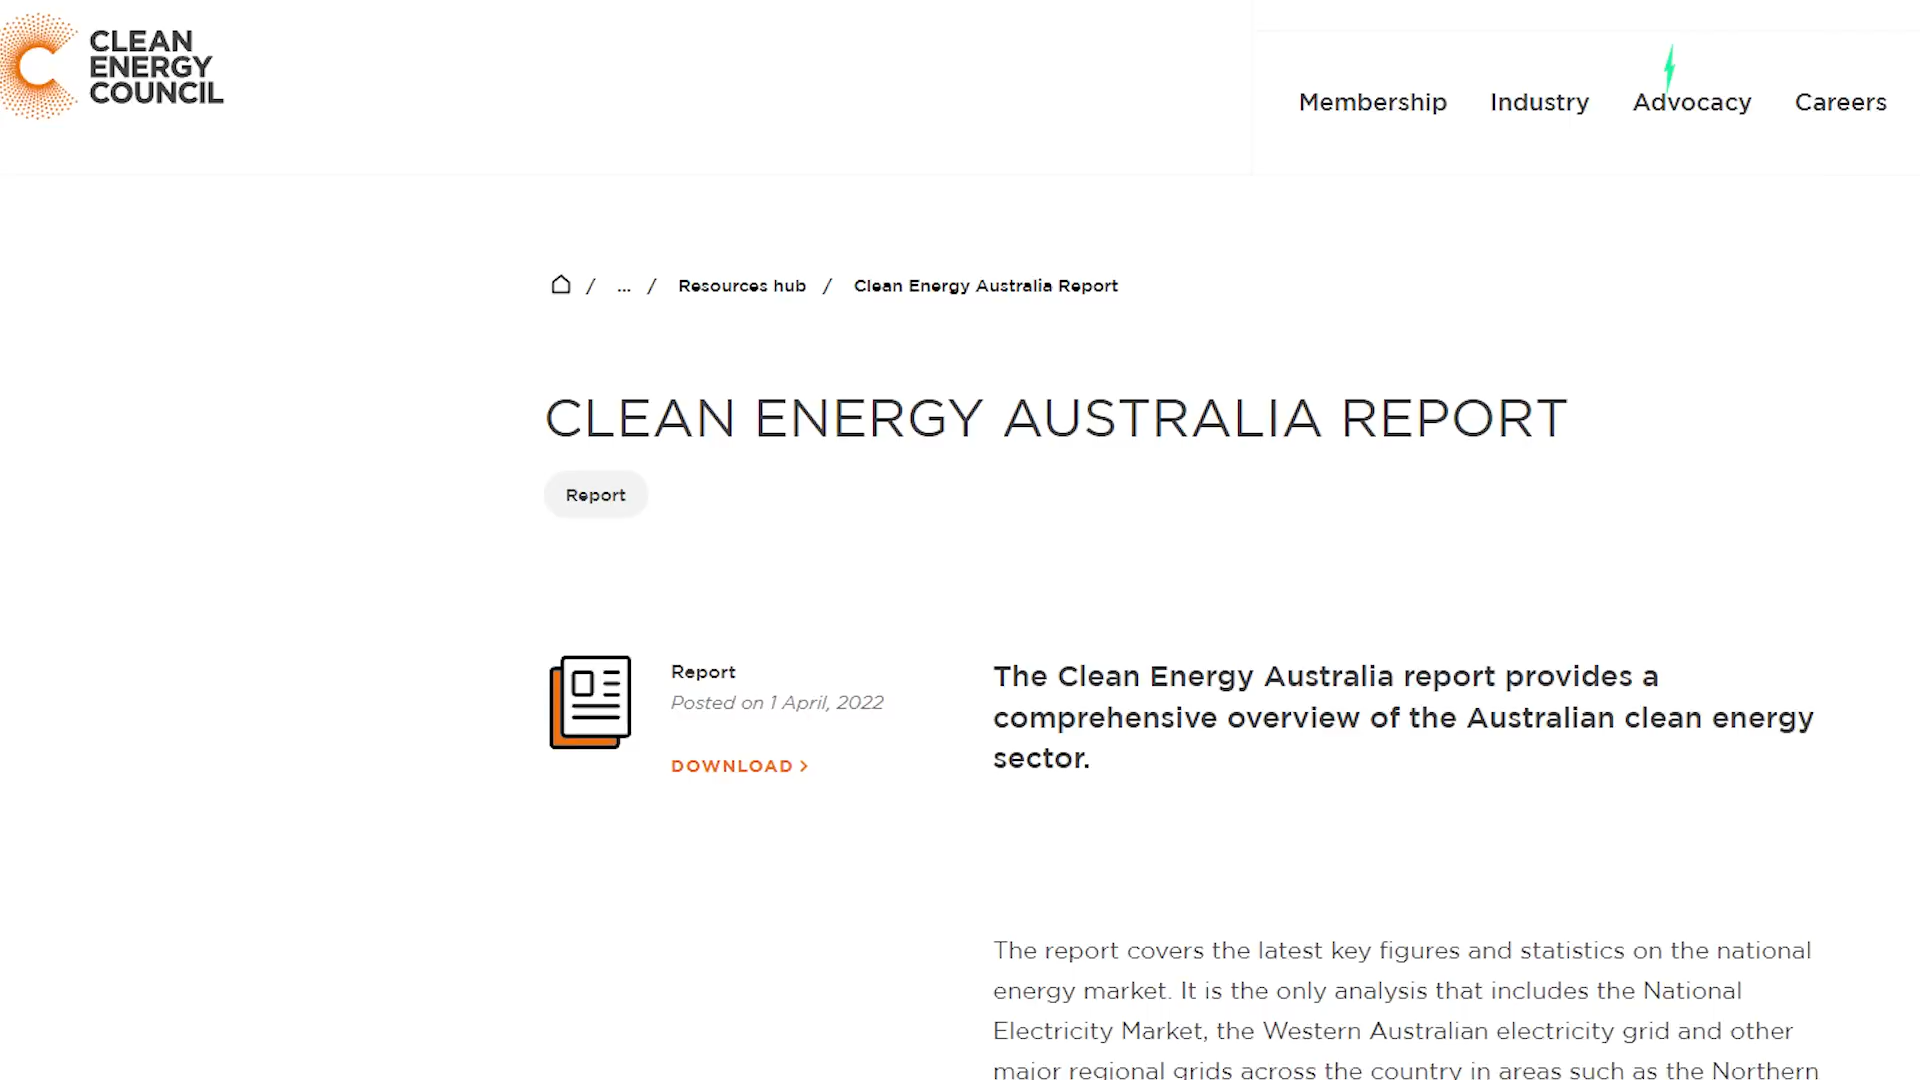 CLEAN
ENERGY
COUNCIL
Membership Industry Advocacy Careers
/ ... / Resources hub / Clean Energy Australia Report
CLEAN ENERGY AUSTRALIA REPORT
Report
Report
Posted on 1 April, 2022
DOWNLOAD >
The Clean Energy Australia report provides a
comprehensive overview of the Australian clean energy
sector.
The report covers the latest key figures and statistics on the national
energy market. It is the only analysis that includes the National
Electricity Market, the Western Australian electricity grid and other
major regional grids across the country in areas such as the Northern